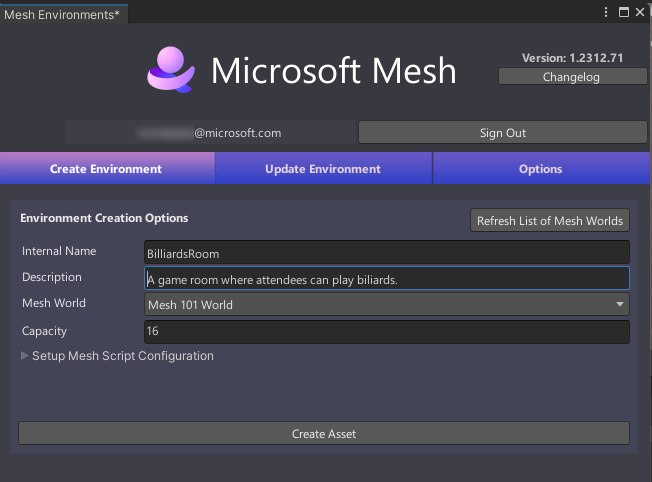 Mesh Environments*
Microsoft Mesh
Version: 1.2312.71
Changelog
@microsoft.com
Sign Out
Create Environment
Update Environment
Options
Environment Creation Options
Refresh List of Mesh Worlds
Internal Name
BilliardsRoom
Description
A game room where attendees can play biliards.
Mesh World
Mesh 101 World
Capacity
16
Setup Mesh Script Configuration
Create Asset